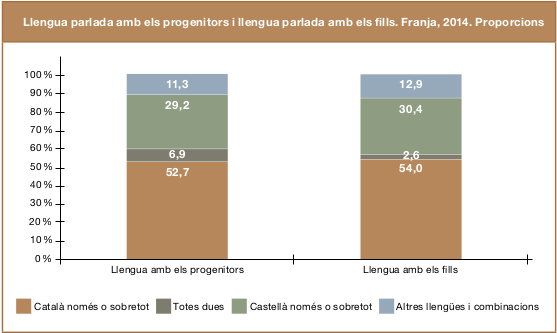 Llengua parlada amb els progenitors i llengua parlada amb els fills. Franja, 2014. Proporcions
100 %
90 %
80 %
70 %
60 %
50 %
40 %
30 %
20 %
10 %
0 %
11,3
29,2
6,9
52,7
12,9
30,4
2,6
54,0
Llengua amb els progenitors
Llengua amb els fills
Català només o sobretot
Totes dues
Castellà només o sobretot
Altres llengües i combinacions